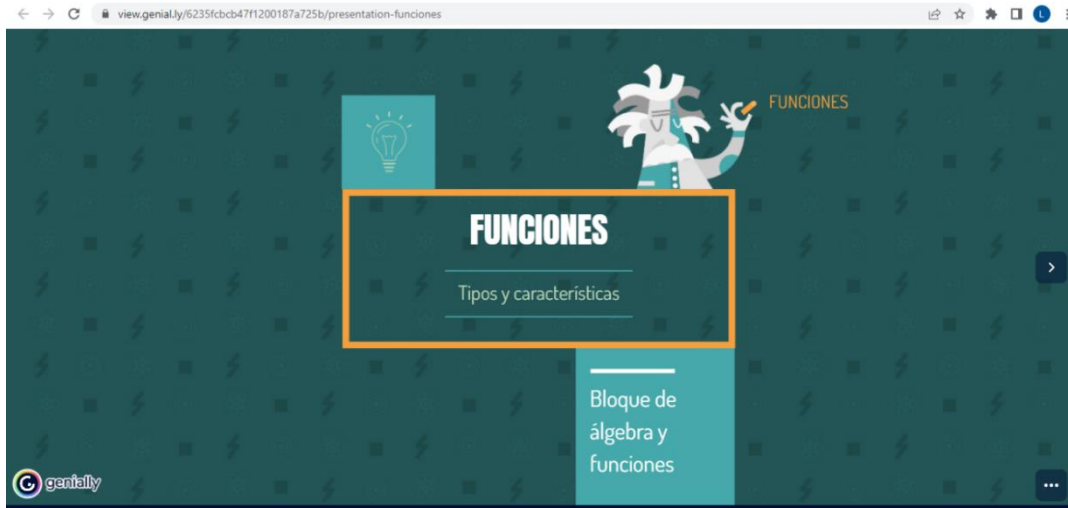 view.genial.ly/6235fcbcb47f1200187a725b/presentation-funciones
L
FUNCIONES
FUNCIONES
Tipos y características
Bloque de
álgebra y
funciones
G genially